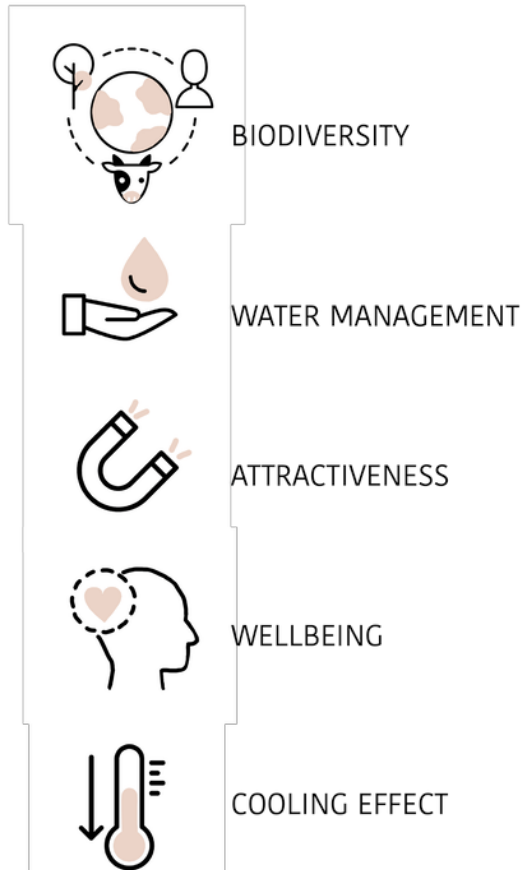 BIODIVERSITY
WATER MANAGEMENT
ATTRACTIVENESS
WELLBEING
COOLING EFFECT